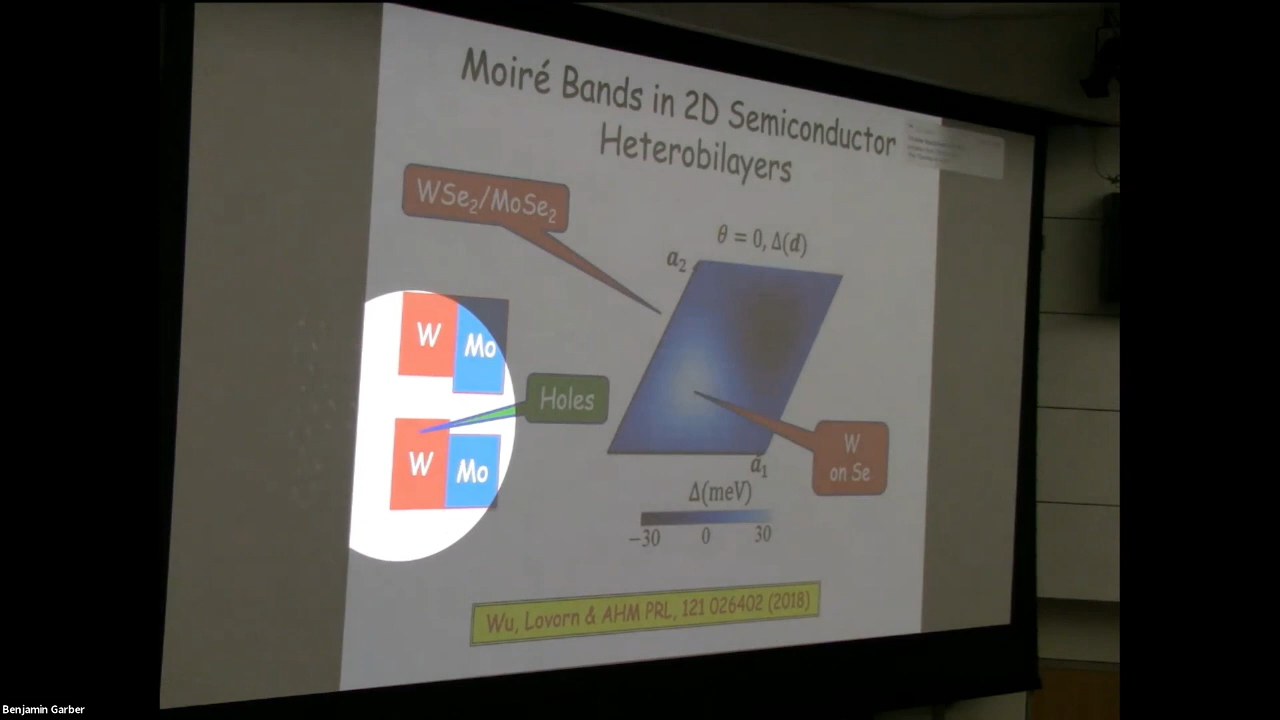 Moiré Bands in 2D Semiconductor
Heterobilayers
WSe₂/MoSe₂
θ = 0, Δ(d)
a₂
W
Mo
Holes
W
Mo
W
on Se
a₁
Δ(meV)
−30 0 30
Wu, Lovorn & AHM PRL, 121 026402 (2018)
Benjamin Garber